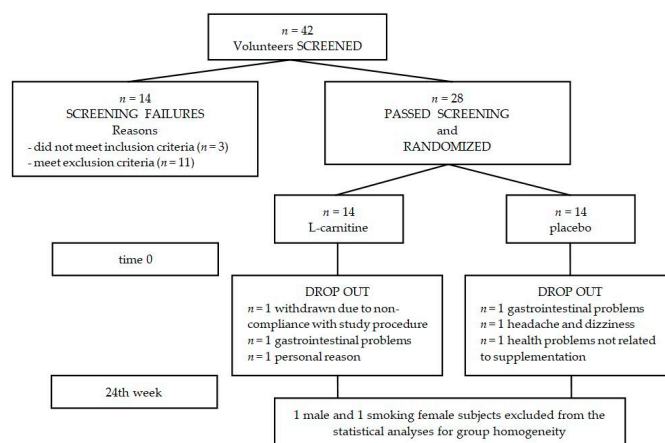 n = 42
Volunteers SCREENED
n = 14
SCREENING FAILURES
Reasons
- did not meet inclusion criteria (n = 3)
- meet exclusion criteria (n = 11)
n = 28
PASSED SCREENING
and
RANDOMIZED
n = 14
L-carnitine
n = 14
placebo
time 0
DROP OUT
n = 1 withdrawn due to non-
compliance with study procedure
n = 1 gastrointestinal problems
n = 1 personal reason
DROP OUT
n = 1 gastrointestinal problems
n = 1 headache and dizziness
n = 1 health problems not related
to supplementation
24th week
1 male and 1 smoking female subjects excluded from the
statistical analyses for group homogeneity